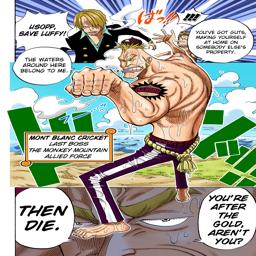 USOPP,
SAVE LUFFY!
THE WATERS
AROUND HERE
BELONG TO ME.
YOU'VE GOT GUTS,
MAKING YOURSELF
AT HOME ON
SOMEBODY ELSE'S
PROPERTY.
ばっ!!!
MONT BLANC CRICKET
LAST BOSS
THE MONKEY MOUNTAIN
ALLIED FORCE
THEN
DIE.
YOU'RE
AFTER
THE
GOLD,
AREN'T
YOU?